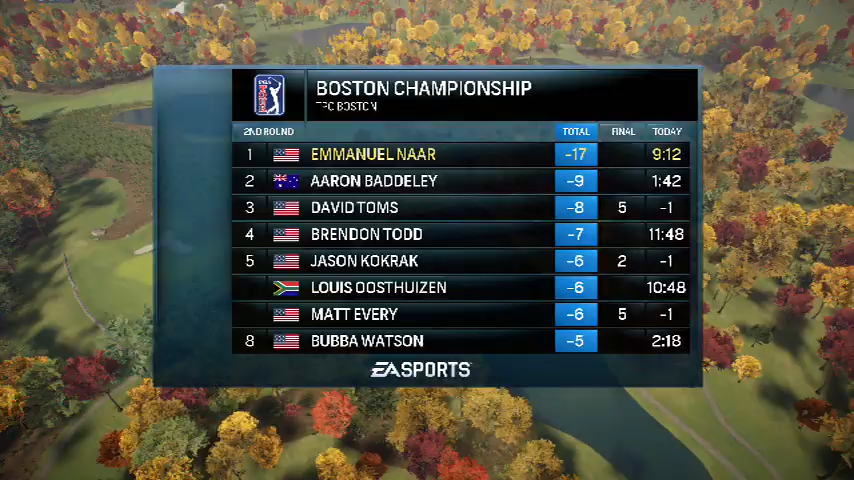 BOSTON CHAMPIONSHIP
TPC BOSTON
2ND ROUND TOTAL FINAL TODAY
1 EMMANUEL NAAR -17 9:12
2 AARON BADDELEY -9 1:42
3 DAVID TOMS -8 5 -1
4 BRENDON TODD -7 11:48
5 JASON KOKRAK -6 2 -1
LOUIS OOSTHUIZEN -6 10:48
MATT EVERY -6 5 -1
8 BUBBA WATSON -5 2:18
EA SPORTS